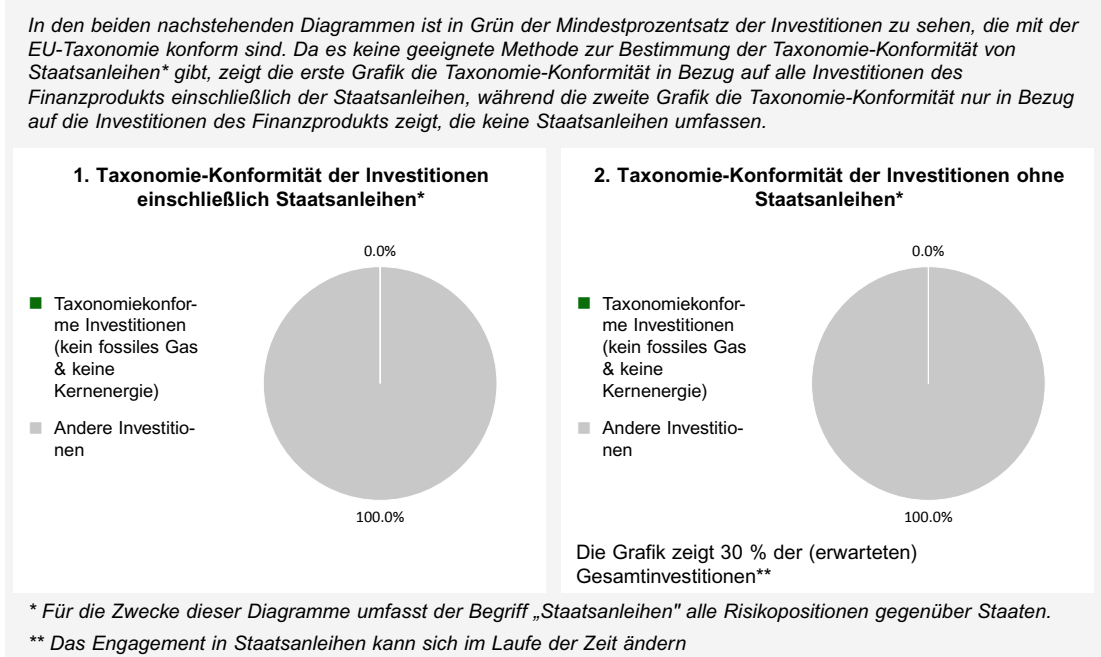 In den beiden nachstehenden Diagrammen ist in Grün der Mindestprozentsatz der Investitionen zu sehen, die mit der
EU-Taxonomie konform sind. Da es keine geeignete Methode zur Bestimmung der Taxonomie-Konformität von
Staatsanleihen* gibt, zeigt die erste Grafik die Taxonomie-Konformität in Bezug auf alle Investitionen des
Finanzprodukts einschließlich der Staatsanleihen, während die zweite Grafik die Taxonomie-Konformität nur in Bezug
auf die Investitionen des Finanzprodukts zeigt, die keine Staatsanleihen umfassen.
1. Taxonomie-Konformität der Investitionen
einschließlich Staatsanleihen*
0.0%
Taxonomiekonfor-
me Investitionen
(kein fossiles Gas
& keine
Kernenergie)
Andere Investitio-
nen
100.0%
2. Taxonomie-Konformität der Investitionen ohne
Staatsanleihen*
0.0%
Taxonomiekonfor-
me Investitionen
(kein fossiles Gas
& keine
Kernenergie)
Andere Investitio-
nen
100.0%
Die Grafik zeigt 30 % der (erwarteten)
Gesamtinvestitionen**
* Für die Zwecke dieser Diagramme umfasst der Begriff „Staatsanleihen" alle Risikopositionen gegenüber Staaten.
** Das Engagement in Staatsanleihen kann sich im Laufe der Zeit ändern